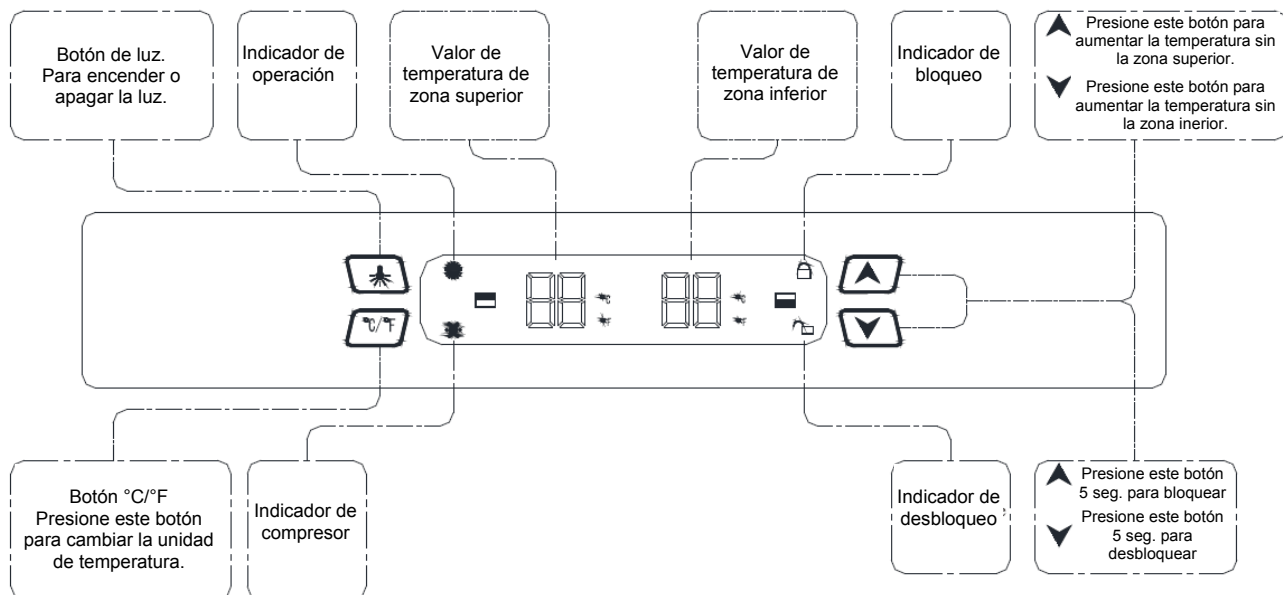 Botón de luz.
Para encender o
apagar la luz.
Indicador de
operación
Valor de
temperatura de
zona superior
Valor de
temperatura de
zona inferior
Indicador de
bloqueo
Presione este botón para
aumentar la temperatura sin
la zona superior.
Presione este botón para
aumentar la temperatura sin
la zona inerior.
°C/°F
Botón °C/°F
Presione este botón
para cambiar la unidad
de temperatura.
Indicador de
compresor
Indicador de
desbloqueo
Presione este botón
5 seg. para bloquear
Presione este botón
5 seg. para
desbloquear